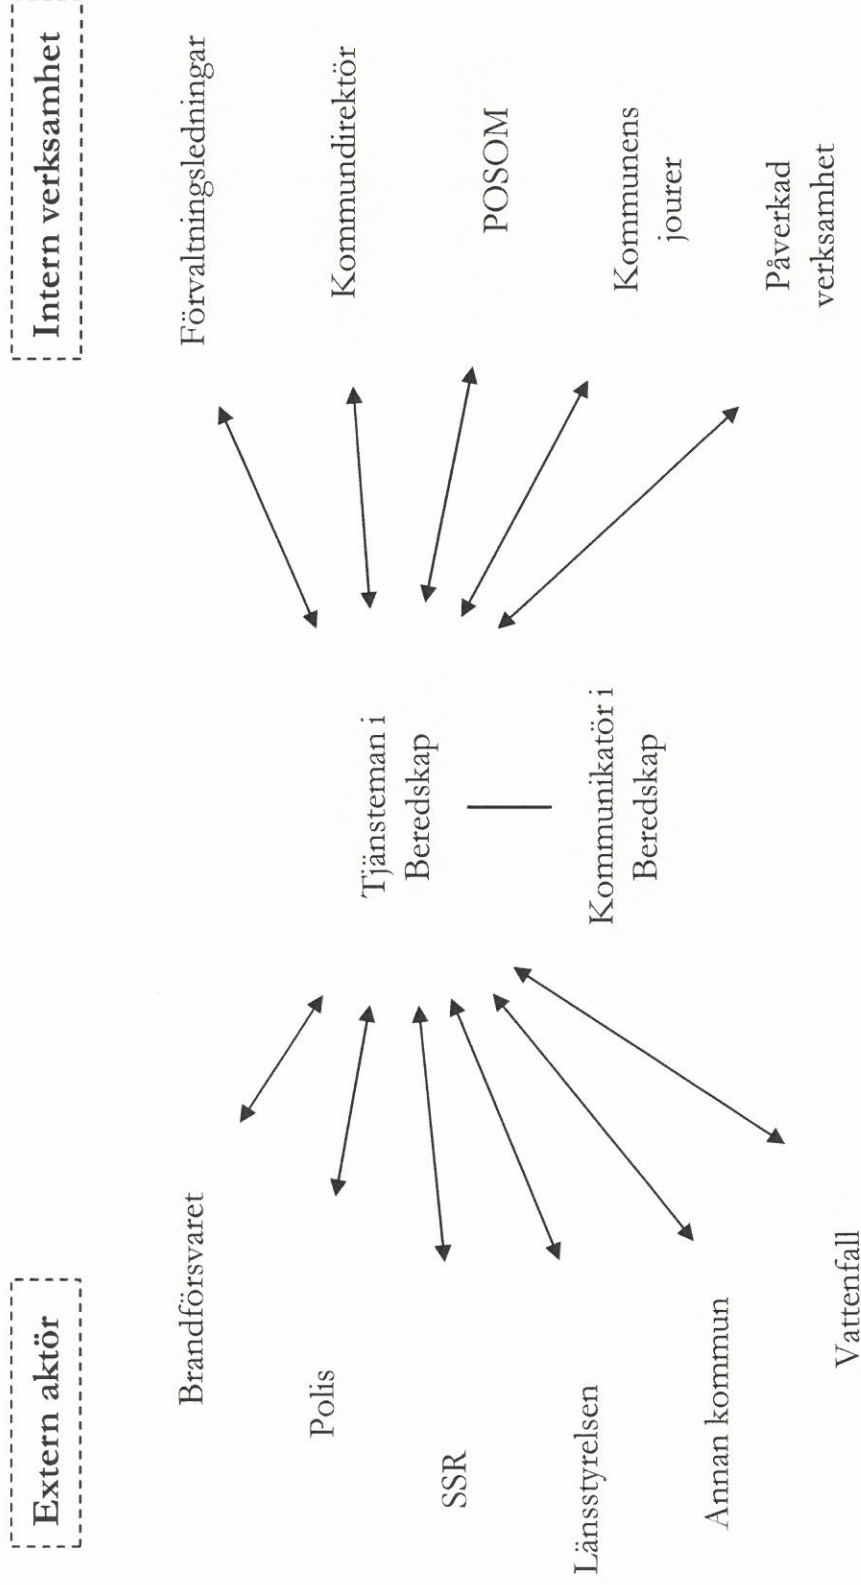 Extern aktör
Intern verksamhet
Brandförsvaret
Polis
SSR
Länsstyrelsen
Annan kommun
Vattenfall
Tjänsteman i
Beredskap
Kommunikatör i
Beredskap
Förvaltningsledningar
Kommundirektör
POSOM
Kommunens
jourer
Påverkad
verksamhet